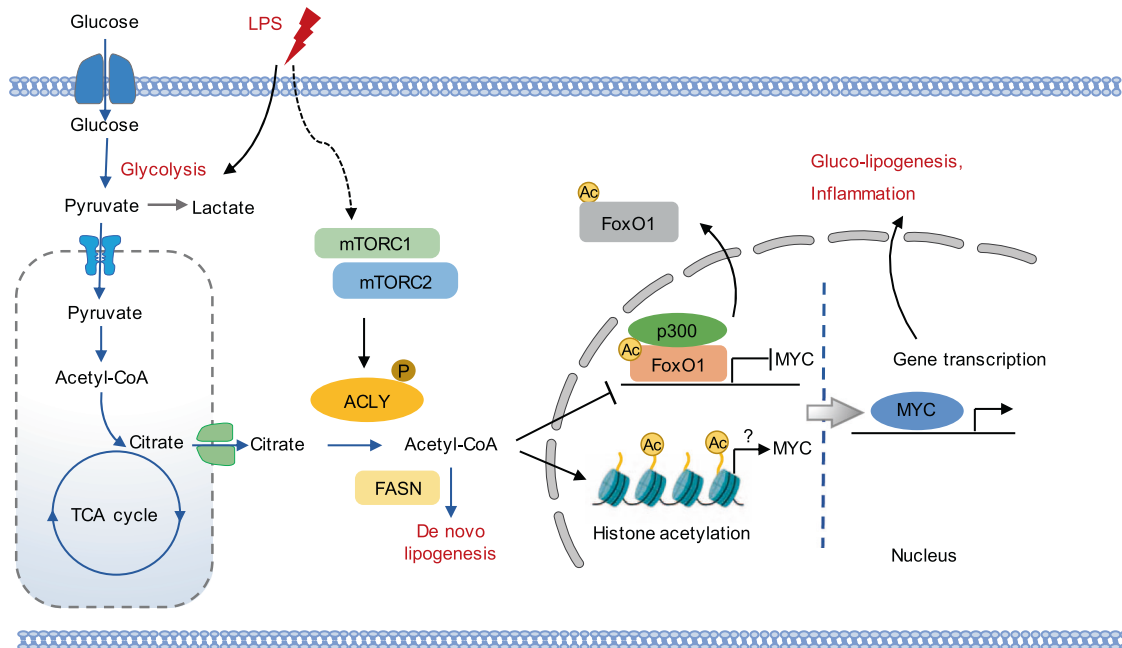 Glucose
LPS
Glucose
Glycolysis
Pyruvate
Lactate
mTORC1
mTORC2
Pyruvate
Acetyl-CoA
P
ACLY
Citrate
Citrate
Acetyl-CoA
FASN
TCA cycle
De novo
lipogenesis
Ac
FoxO1
Gluco-lipogenesis,
Inflammation
p300
Ac
FoxO1
MYC
Gene transcription
MYC
Ac
Ac
?
MYC
Histone acetylation
Nucleus